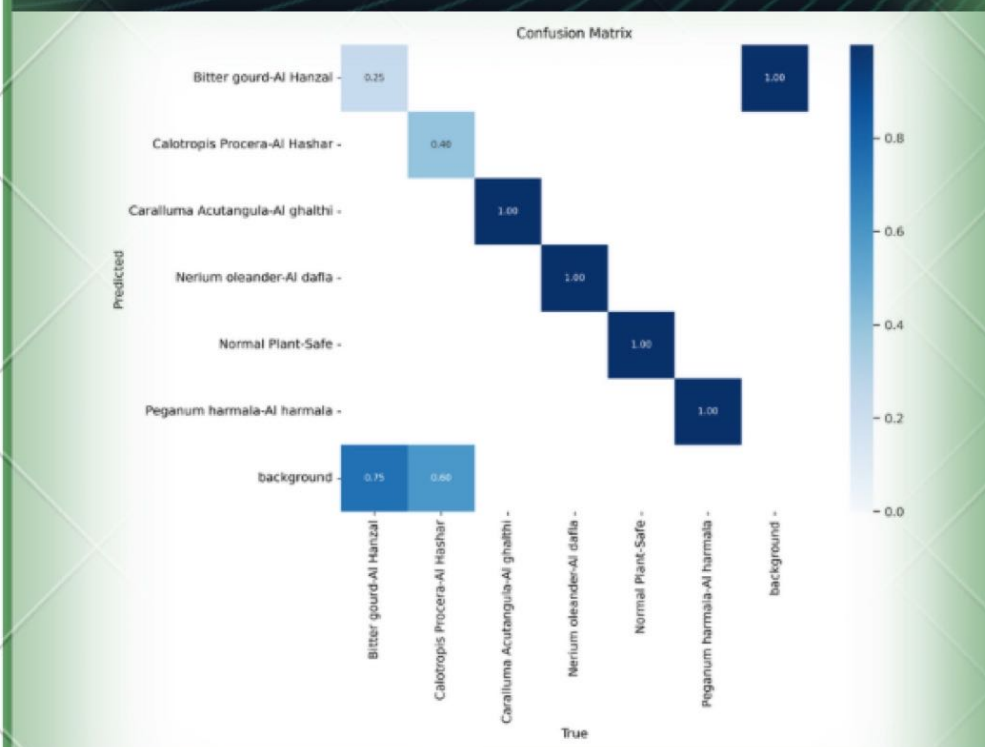 Confusion Matrix
Bitter gourd-Al Hanzal
0.25
1.00
Calotropis Procera-Al Hashar
0.40
Caralluma Acutangula-Al ghalthi
1.00
Nerium oleander-Al dafla
1.00
Normal Plant-Safe
1.00
Peganum harmala-Al harmala
1.00
background
0.75
0.60
Predicted
0.8
0.6
0.4
0.2
0.0
Bitter gourd-Al Hanzal
Calotropis Procera-Al Hashar
Caralluma Acutangula-Al ghalthi
Nerium oleander-Al dafla
Normal Plant-Safe
Peganum harmala-Al harmala
background
True